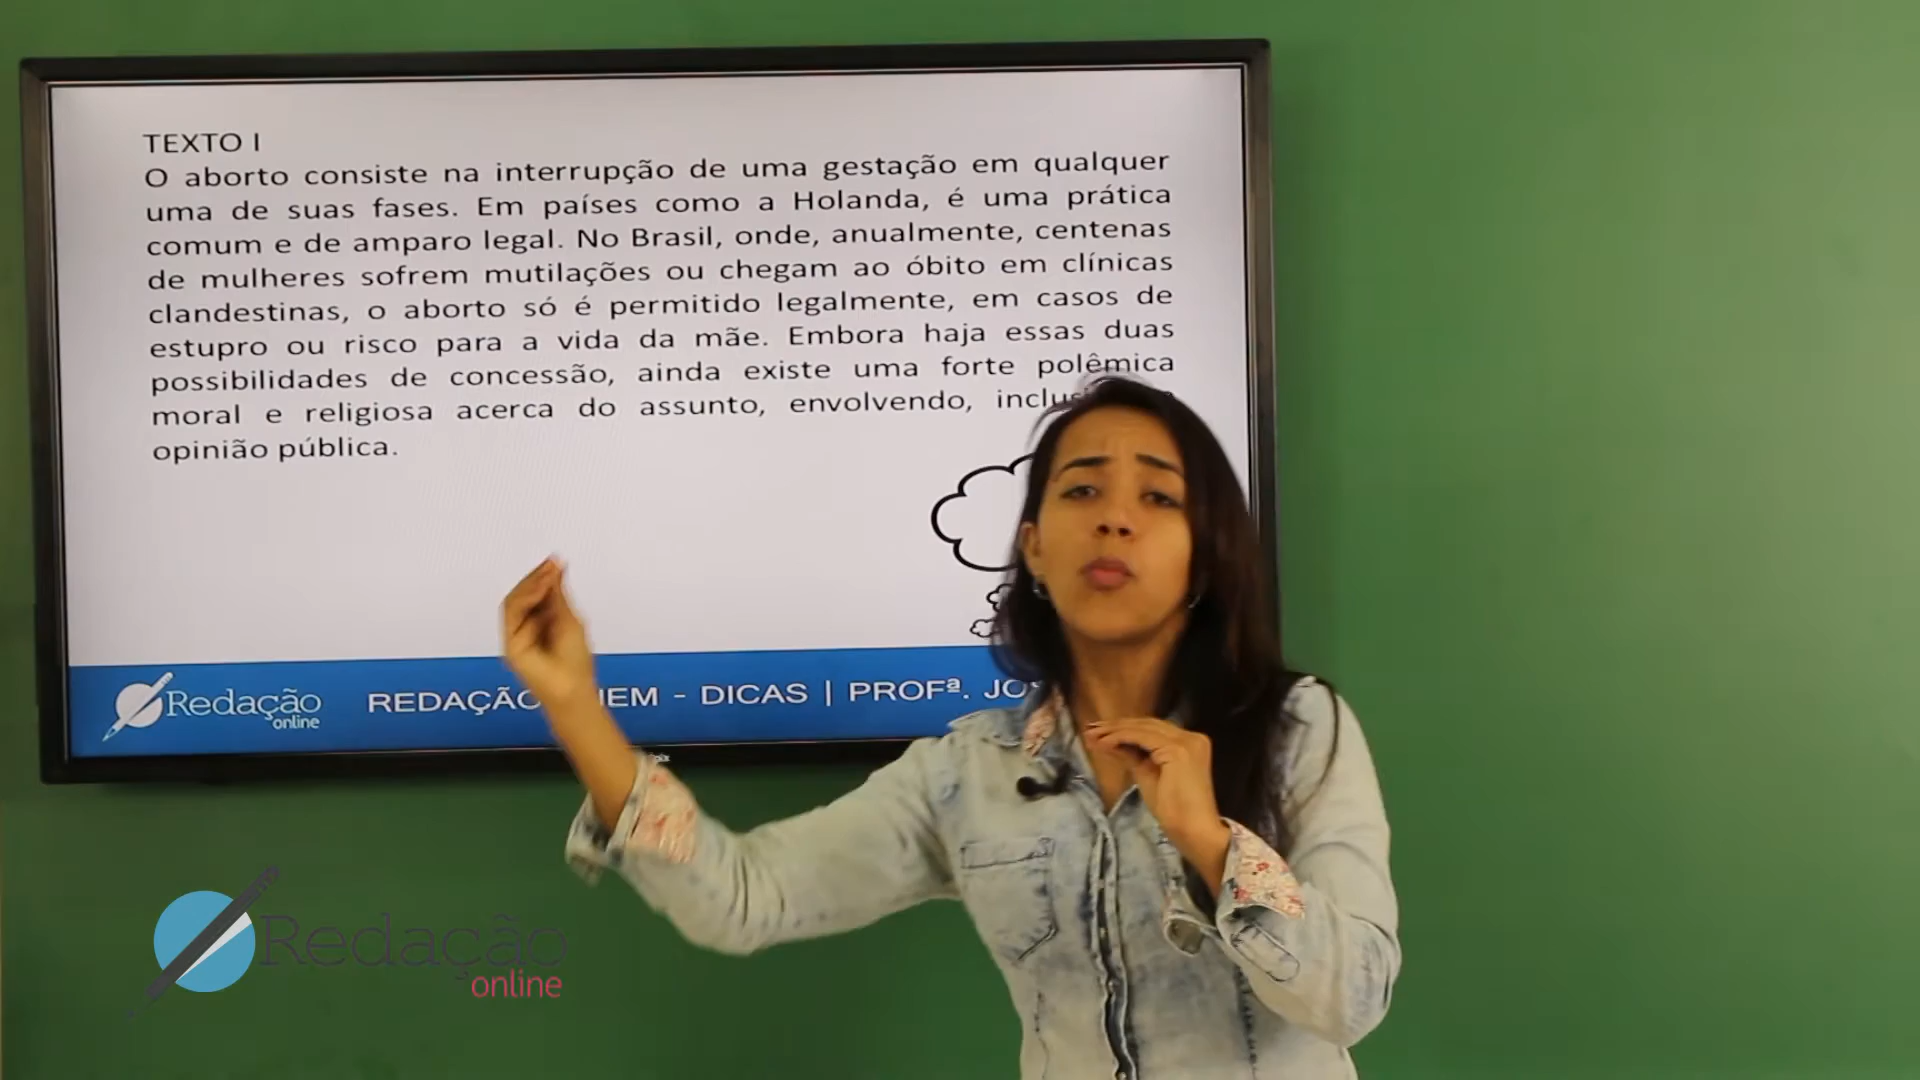 TEXTO I
O aborto consiste na interrupção de uma gestação em qualquer
uma de suas fases. Em países como a Holanda, é uma prática
comum e de amparo legal. No Brasil, onde, anualmente, centenas
de mulheres sofrem mutilações ou chegam ao óbito em clínicas
clandestinas, o aborto só é permitido legalmente, em casos de
estupro ou risco para a vida da mãe. Embora haja essas duas
possibilidades de concessão, ainda existe uma forte polêmica
moral e religiosa acerca do assunto, envolvendo,
opinião pública.
Redação
online
REDAÇÃO - DICAS | PROFª.
Redação
online